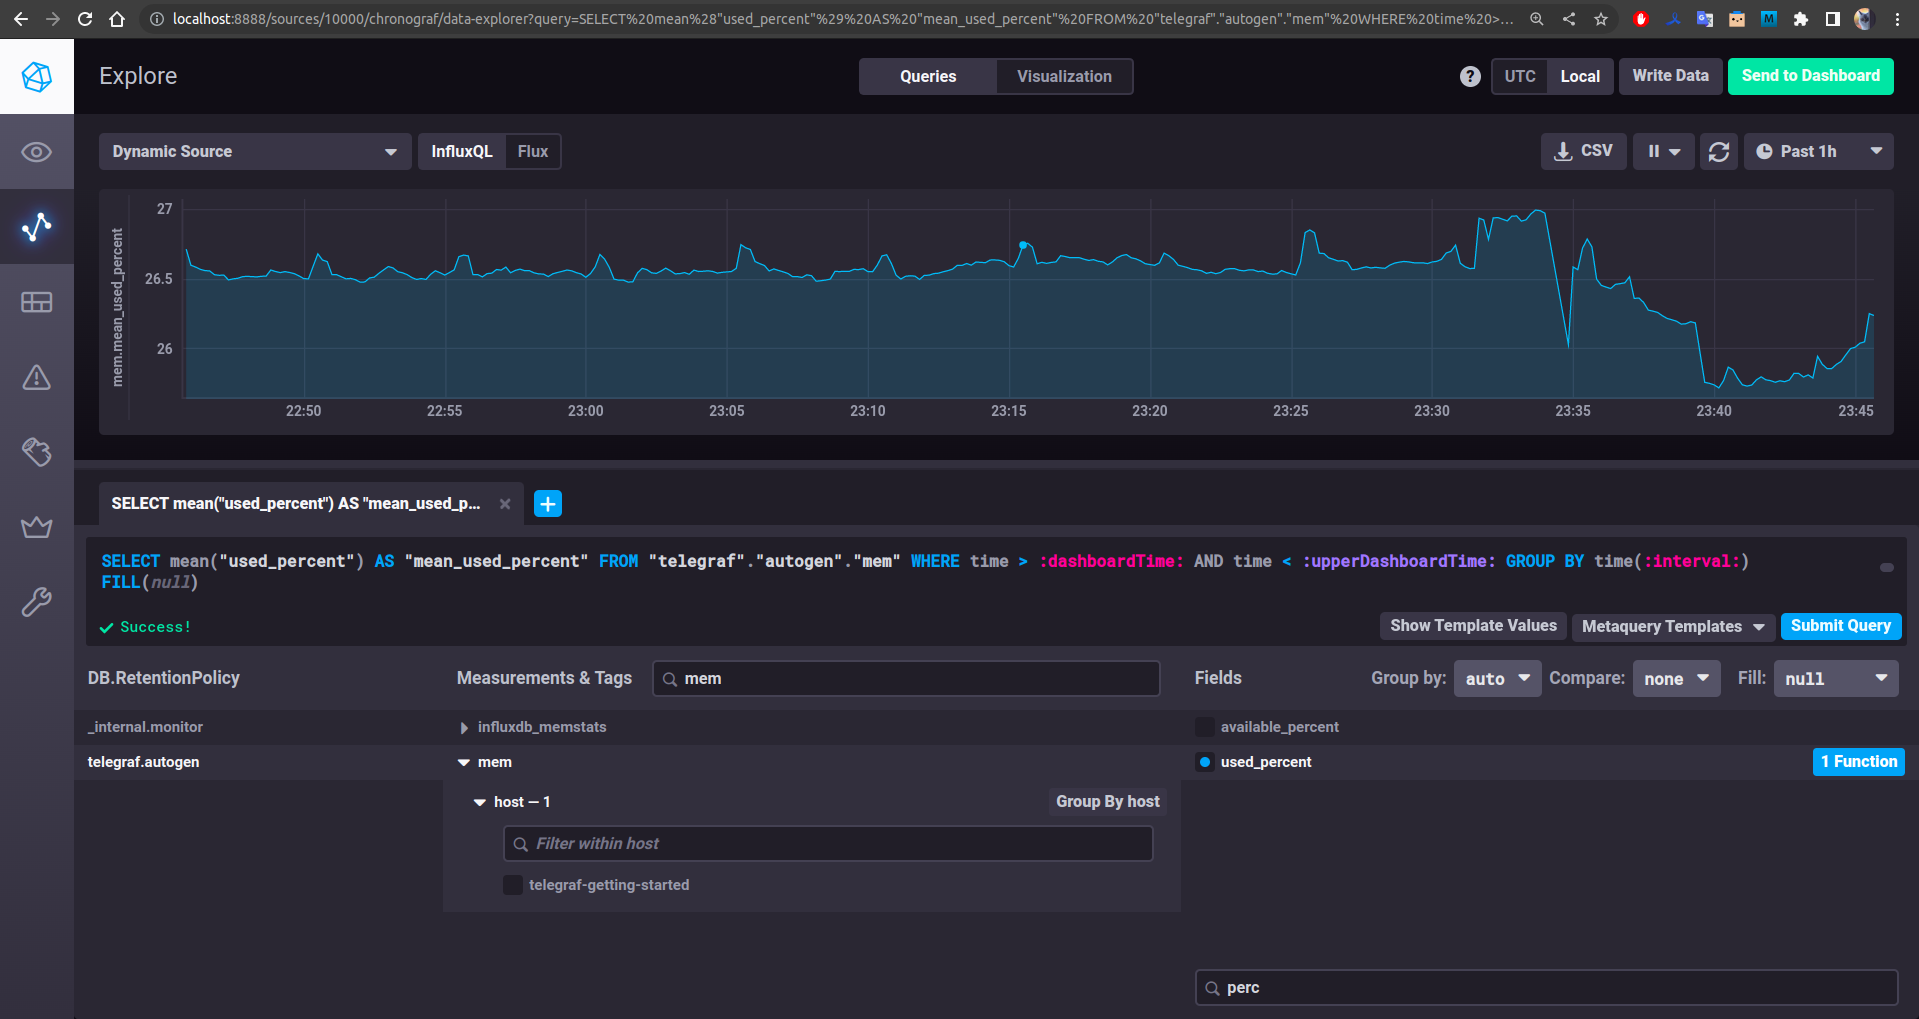 localhost:8888/sources/10000/chronograf/data-explorer?query=SELECT%20mean%28"used_percent"%29%20AS%20"mean_used_percent"%20FROM%20"telegraf"."autogen"."mem"%20WHERE%20time%20>...
Explore
Queries
Visualization
?
UTC
Local
Write Data
Send to Dashboard
Dynamic Source
InfluxQL
Flux
CSV
Past 1h
mem.mean_used_percent
27
26.5
26
22:50
22:55
23:00
23:05
23:10
23:15
23:20
23:25
23:30
23:35
23:40
23:45
SELECT mean("used_percent") AS "mean_used_p...
SELECT mean("used_percent") AS "mean_used_percent" FROM "telegraf"."autogen"."mem" WHERE time > :dashboardTime: AND time < :upperDashboardTime: GROUP BY time(:interval:)
FILL(null)
Success!
Show Template Values
Metaquery Templates
Submit Query
DB.RetentionPolicy
Measurements & Tags
mem
Fields
Group by:
auto
Compare:
none
Fill:
null
_internal.monitor
influxdb_memstats
available_percent
telegraf.autogen
mem
used_percent
1 Function
host — 1
Group By host
Filter within host
telegraf-getting-started
perc